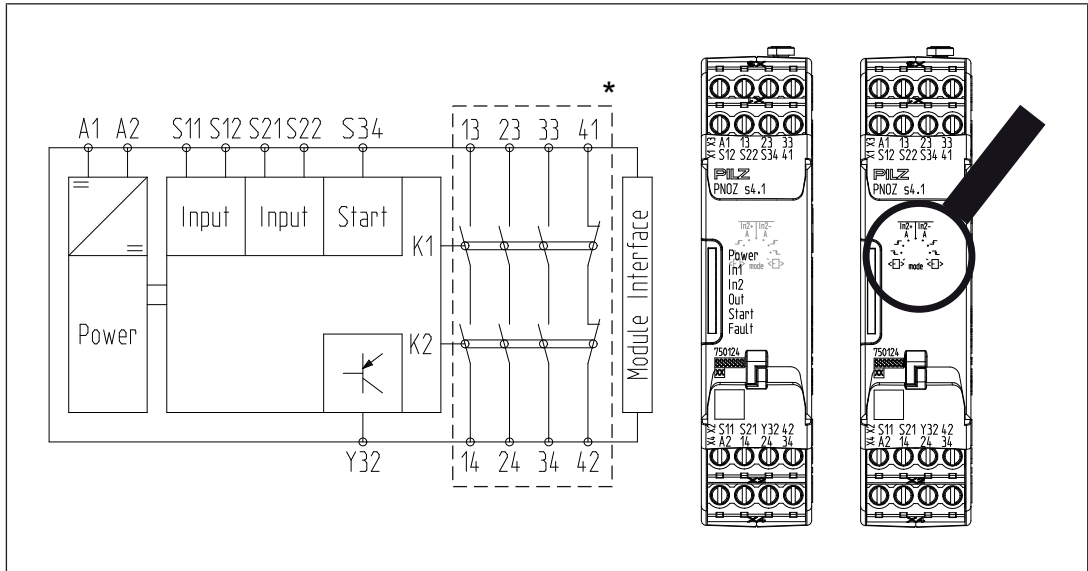 *
A1 A2 S11 S12 S21 S22 S34 13 23 33 41
Input Input Start
K1
Power
K2
Module Interface
Y32 14 24 34 42
X1 X3
A1 13 23 33
S12 S22 S34 41
PILZ
PNOZ s4.1
In2+ In2-
A A
mode
Power
In1
In2
Out
Start
Fault
750124
X4 X2
S11 S21 Y32 42
A2 14 24 34
X4
X1 X3
A1 13 23 33
S12 S22 S34 41
PILZ
PNOZ s4.1
In2+ In2-
A A
mode
750124
X4 X2
S11 S21 Y32 42
A2 14 24 34
X4